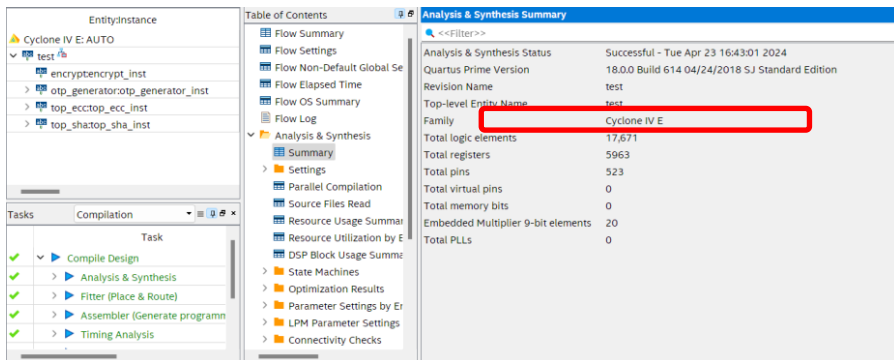 Entity:Instance
Cyclone IV E: AUTO
test
encrypt:encrypt_inst
otp_generator:otp_generator_inst
top_ecc:top_ecc_inst
top_sha:top_sha_inst
Tasks
Compilation
Task
Compile Design
Analysis & Synthesis
Fitter (Place & Route)
Assembler (Generate programm
Timing Analysis
Table of Contents
Flow Summary
Flow Settings
Flow Non-Default Global Se
Flow Elapsed Time
Flow OS Summary
Flow Log
Analysis & Synthesis
Summary
Settings
Parallel Compilation
Source Files Read
Resource Usage Summar
Resource Utilization by E
DSP Block Usage Summa
State Machines
Optimization Results
Parameter Settings by Er
LPM Parameter Settings
Connectivity Checks
Analysis & Synthesis Summary
<<Filter>>
Analysis & Synthesis Status Successful - Tue Apr 23 16:43:01 2024
Quartus Prime Version 18.0.0 Build 614 04/24/2018 SJ Standard Edition
Revision Name test
Top-level Entity Name test
Family Cyclone IV E
Total logic elements 17,671
Total registers 5963
Total pins 523
Total virtual pins 0
Total memory bits 0
Embedded Multiplier 9-bit elements 20
Total PLLs 0